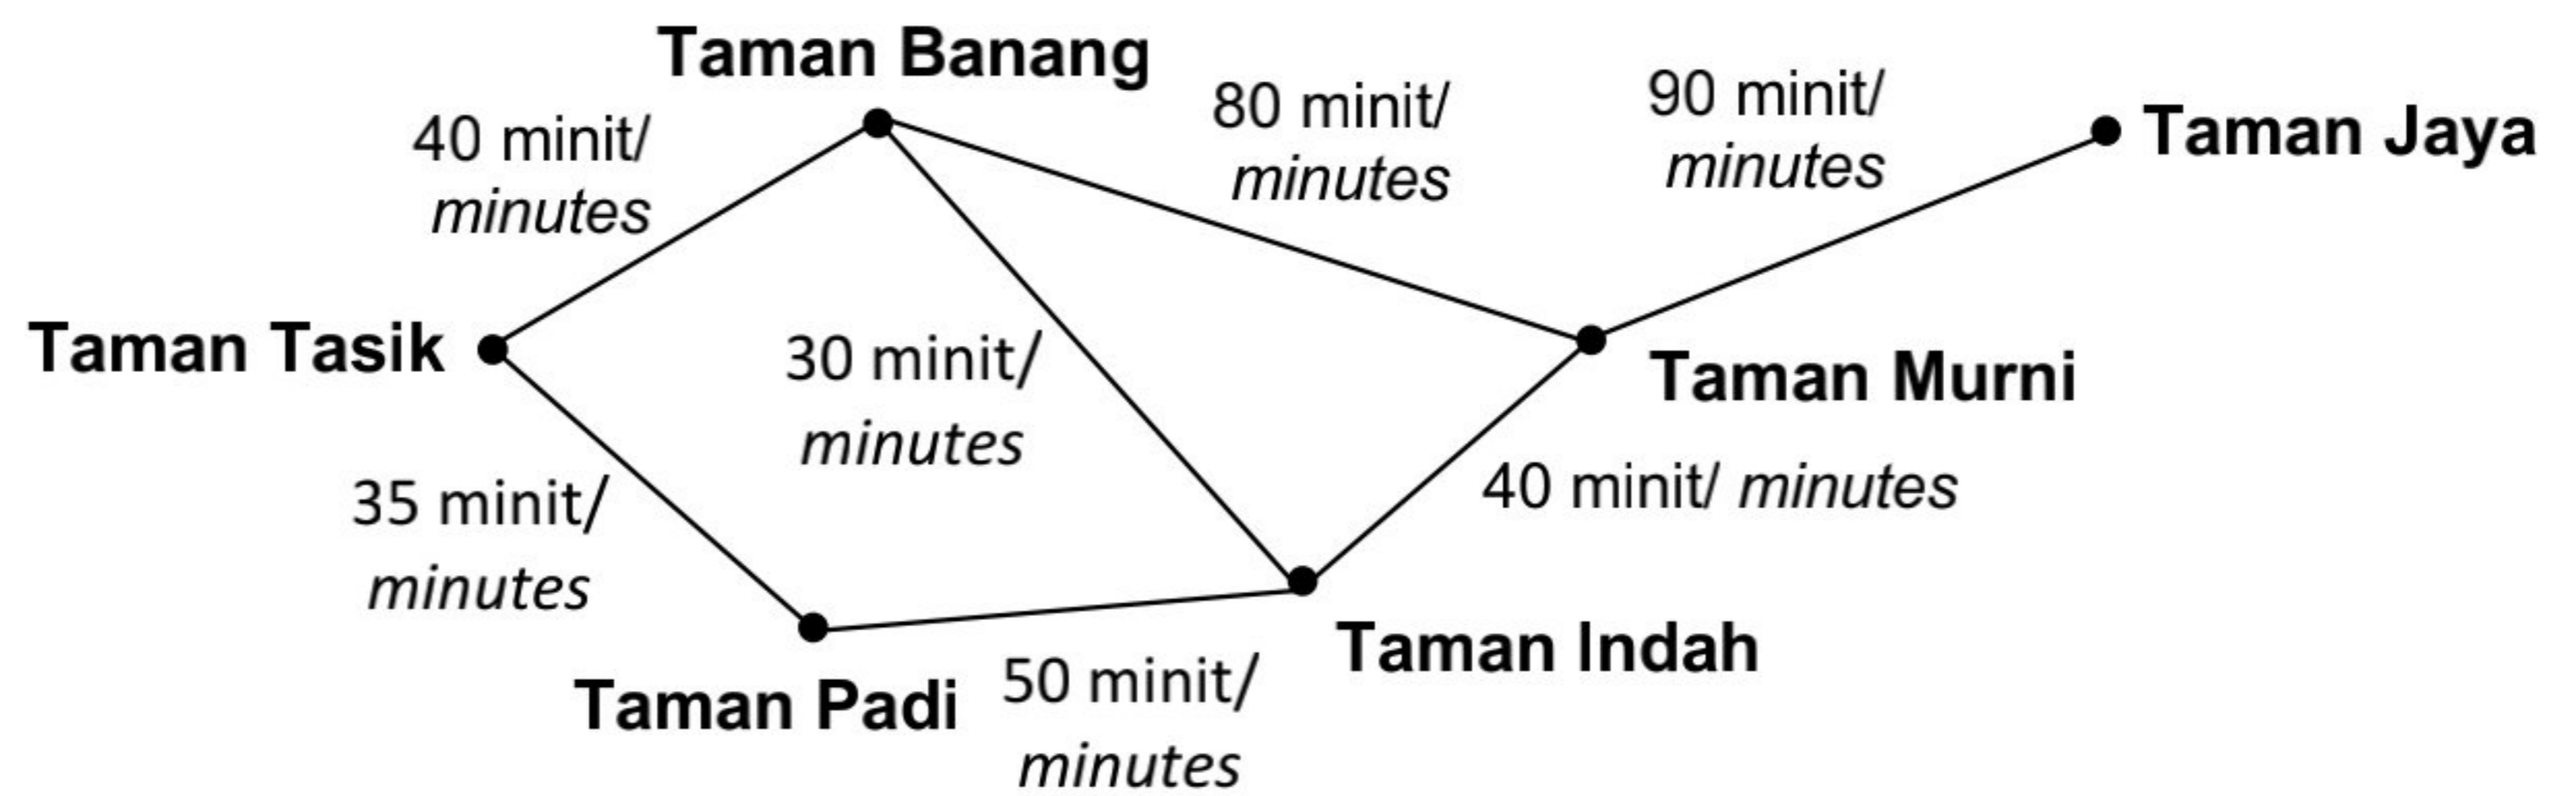 Taman Banang
80 minit/
minutes
90 minit/
minutes
Taman Jaya
40 minit/
minutes
Taman Tasik
30 minit/
minutes
Taman Murni
40 minit/ minutes
35 minit/
minutes
Taman Indah
Taman Padi
50 minit/
minutes